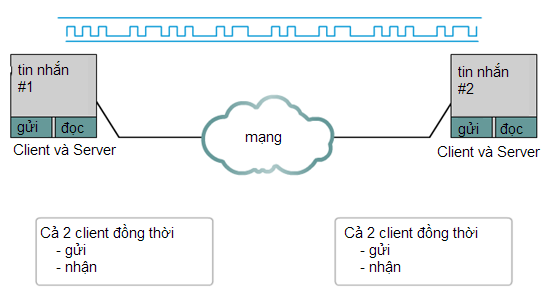 tin nhắn
#1
gửi
đọc
Client và Server
mạng
tin nhắn
#2
gửi
đọc
Client và Server
Cả 2 client đồng thời
- gửi
- nhận
Cả 2 client đồng thời
- gửi
- nhận